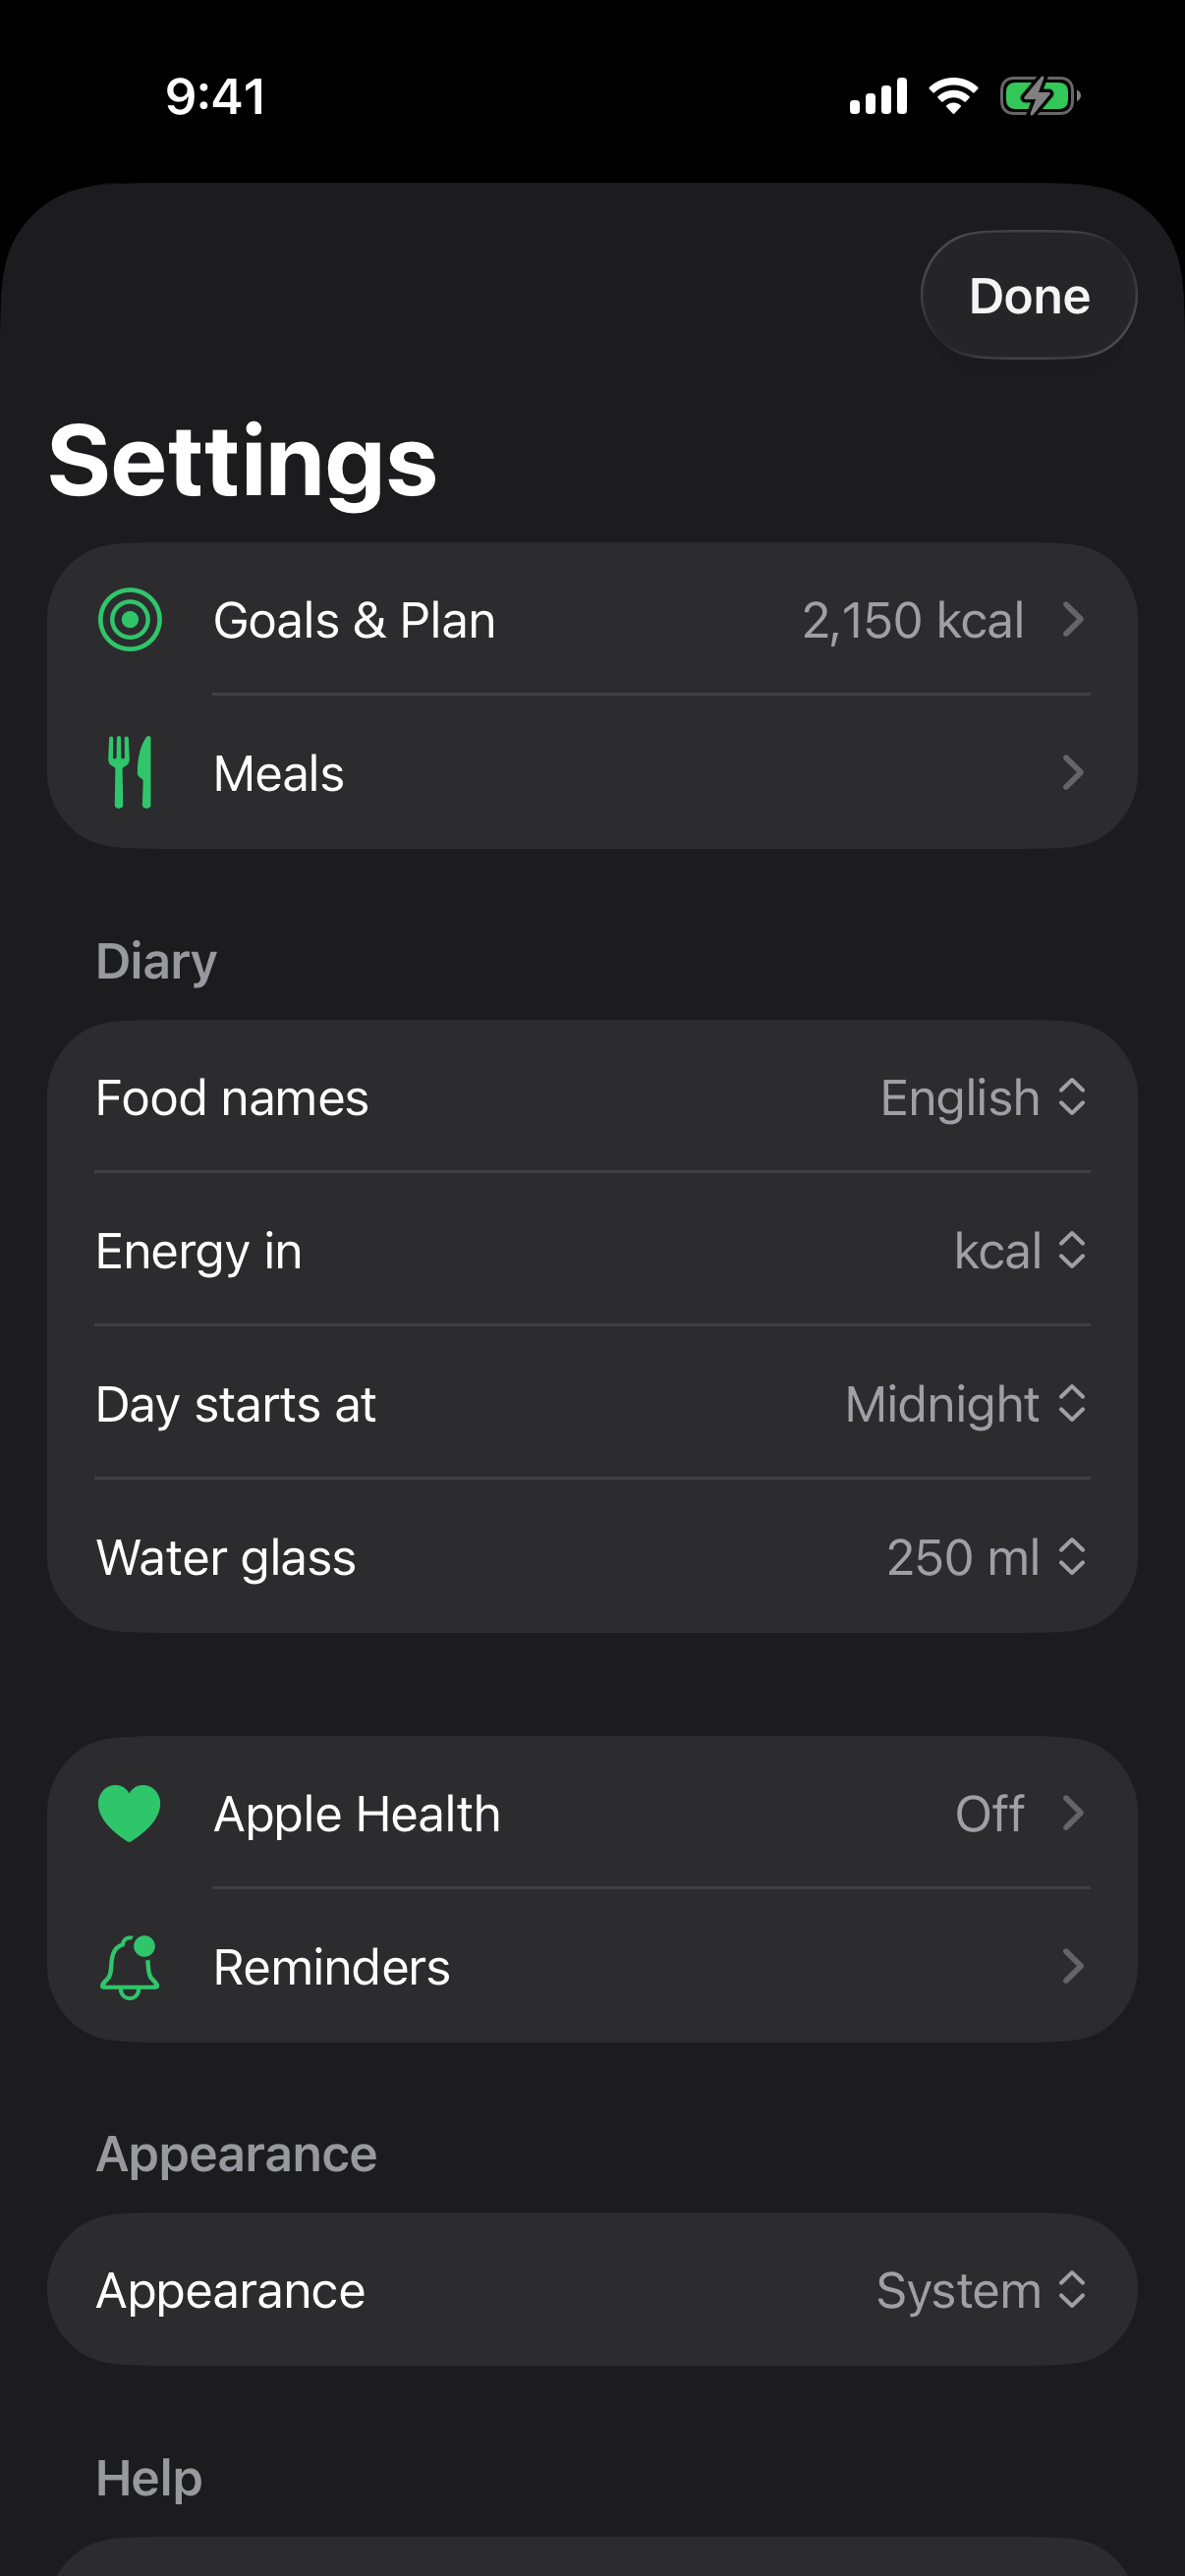 9:41
Done
Settings
Goals & Plan 2,150 kcal
Meals
Diary
Food names English
Energy in kcal
Day starts at Midnight
Water glass 250 ml
Apple Health Off
Reminders
Appearance
Appearance System
Help